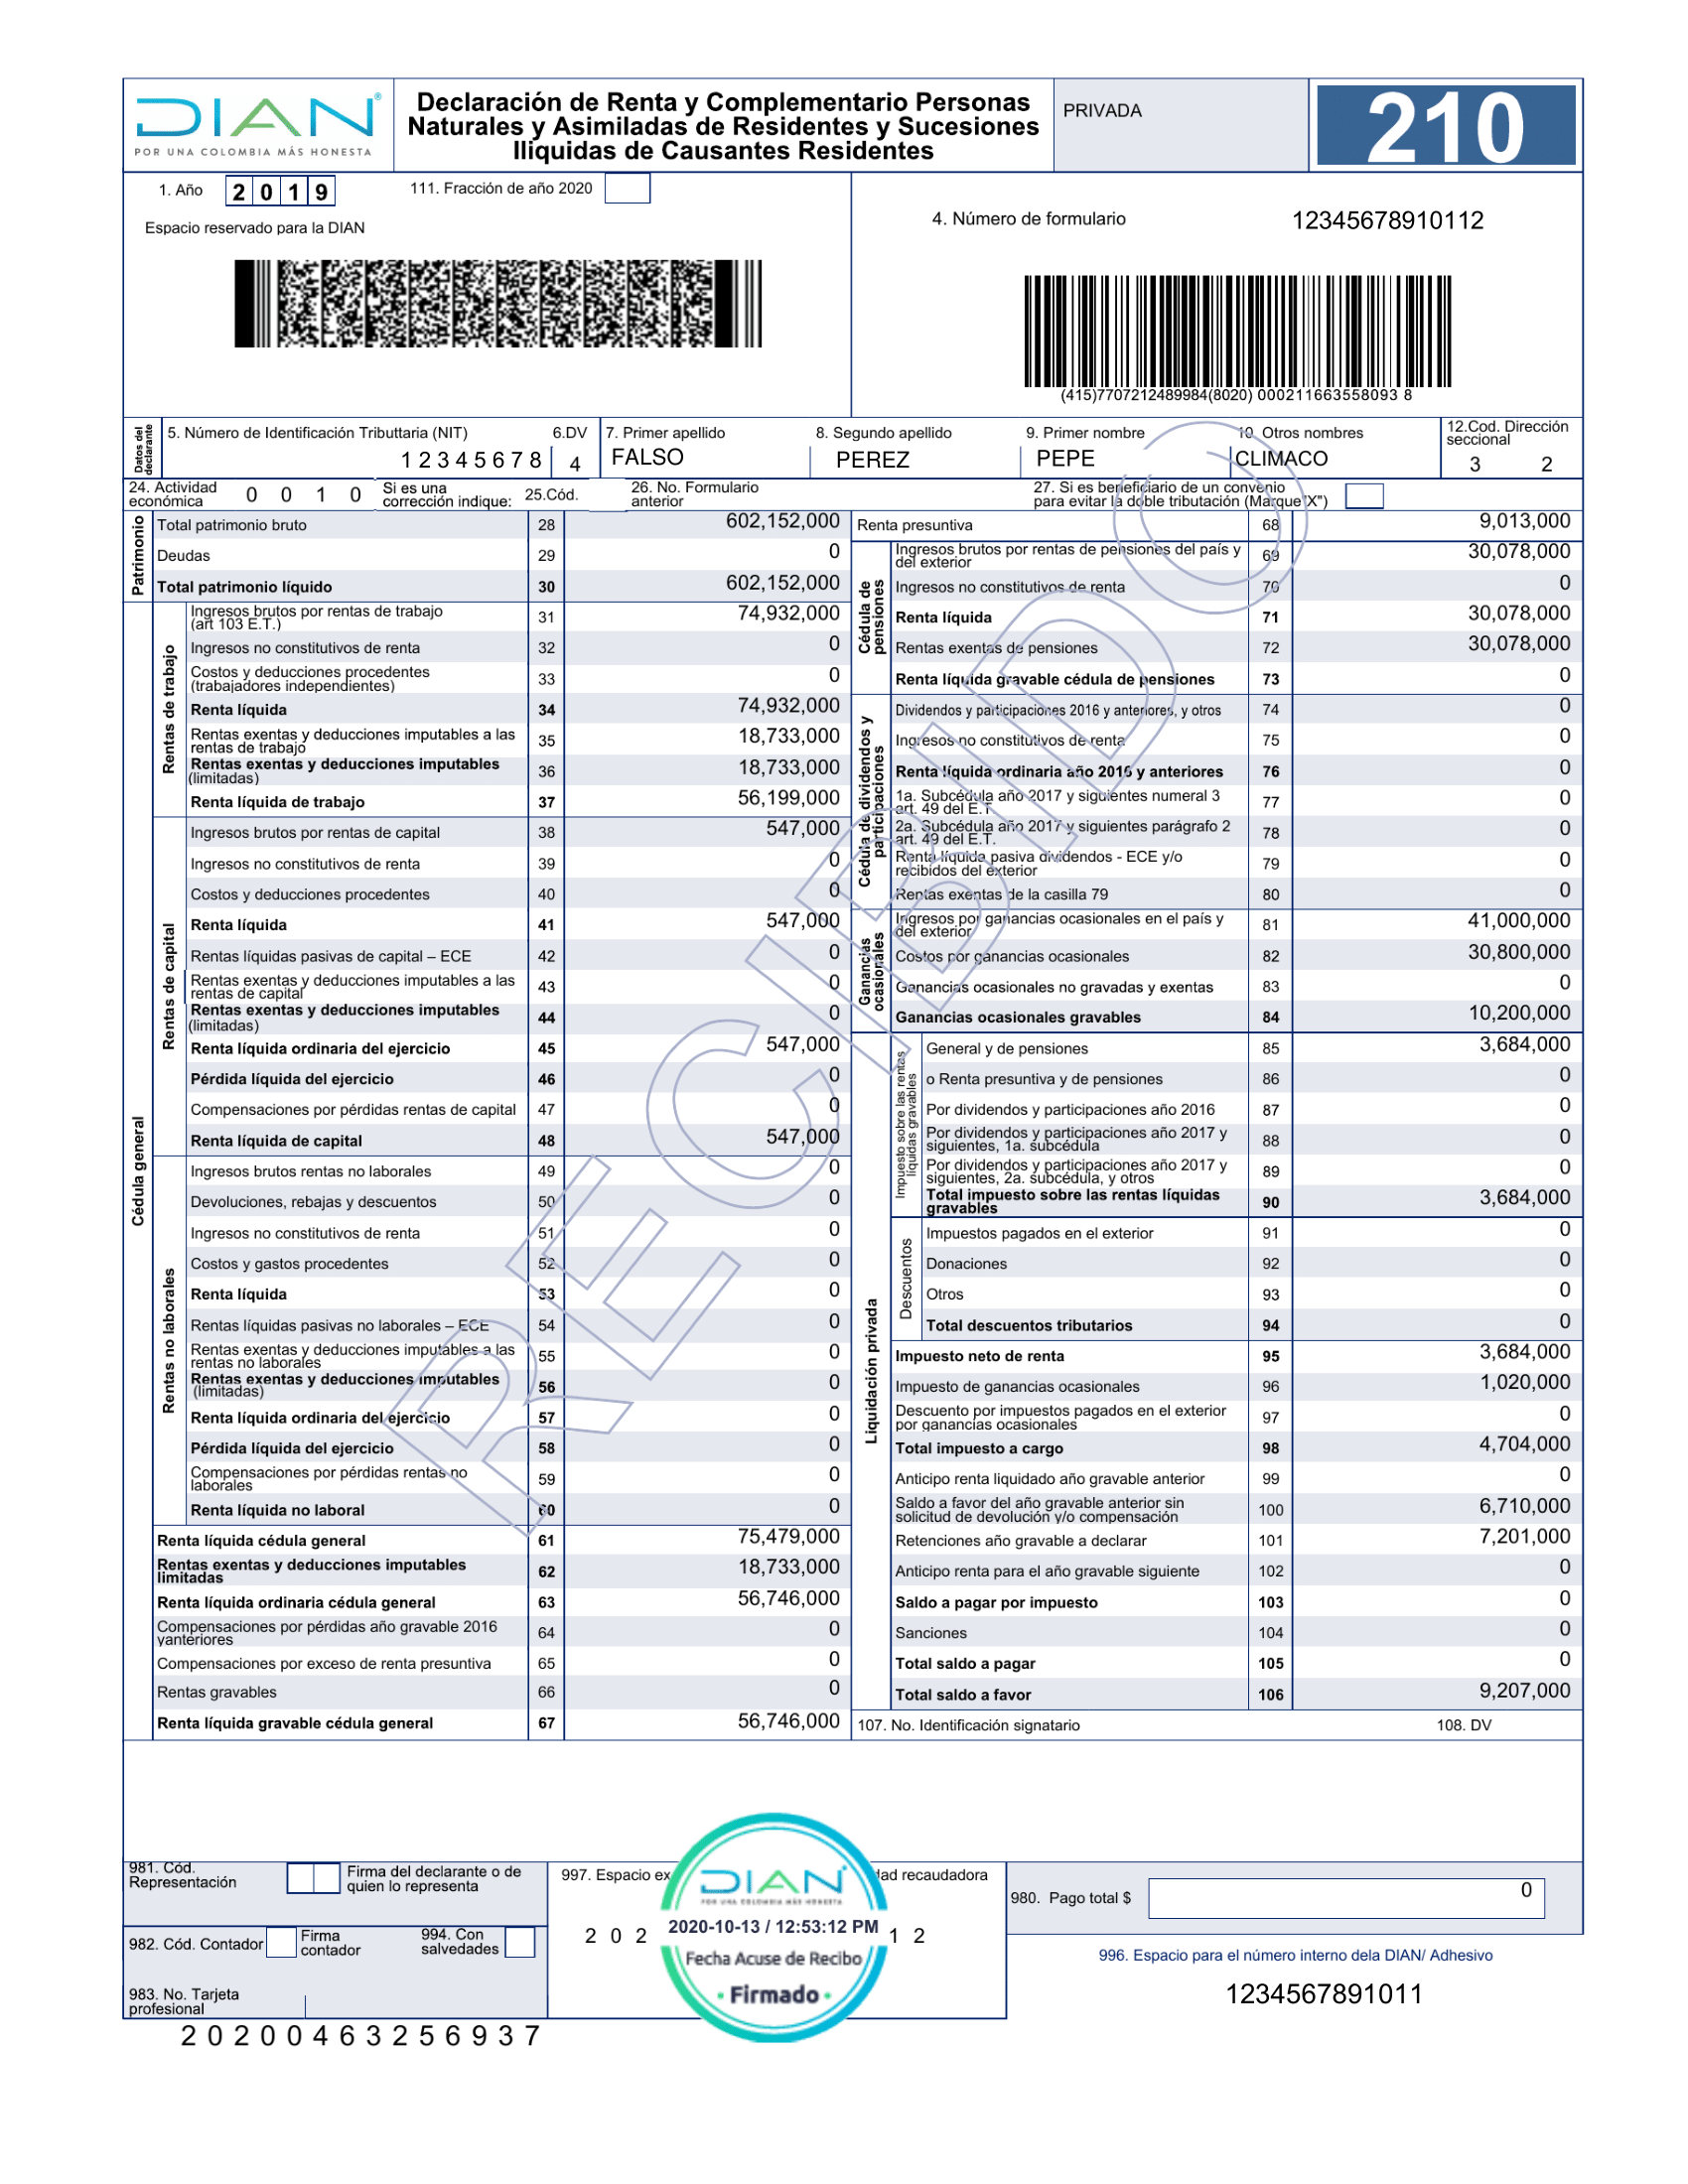 DIAN®
POR UNA COLOMBIA MÁS HONESTA
Declaración de Renta y Complementario Personas
Naturales y Asimiladas de Residentes y Sucesiones
Iliquidas de Causantes Residentes
PRIVADA
210
1. Año 2 0 1 9
111. Fracción de año 2020
Espacio reservado para la DIAN
4. Número de formulario 12345678910112
(415)7707212489984(8020) 000211663558093 8
Datos del declarante
5. Número de Identificación Tributtaria (NIT) 6.DV 7. Primer apellido 8. Segundo apellido 9. Primer nombre 10. Otros nombres 12.Cod. Dirección seccional
1 2 3 4 5 6 7 8 4 FALSO PEREZ PEPE CLIMACO 3 2
24. Actividad económica 0 0 1 0 Si es una corrección indique: 25.Cód. 26. No. Formulario anterior 27. Si es beneficiario de un convenio para evitar la doble tributación (Marque"X")
Patrimonio
Total patrimonio bruto 28 602,152,000
Deudas 29 0
Total patrimonio líquido 30 602,152,000
Cédula general
Rentas de trabajo
Ingresos brutos por rentas de trabajo (art 103 E.T.) 31 74,932,000
Ingresos no constitutivos de renta 32 0
Costos y deducciones procedentes (trabajadores independientes) 33 0
Renta líquida 34 74,932,000
Rentas exentas y deducciones imputables a las rentas de trabajo 35 18,733,000
Rentas exentas y deducciones imputables (limitadas) 36 18,733,000
Renta líquida de trabajo 37 56,199,000
Rentas de capital
Ingresos brutos por rentas de capital 38 547,000
Ingresos no constitutivos de renta 39 0
Costos y deducciones procedentes 40 0
Renta líquida 41 547,000
Rentas líquidas pasivas de capital – ECE 42 0
Rentas exentas y deducciones imputables a las rentas de capital 43 0
Rentas exentas y deducciones imputables (limitadas) 44 0
Renta líquida ordinaria del ejercicio 45 547,000
Pérdida líquida del ejercicio 46 0
Compensaciones por pérdidas rentas de capital 47 0
Renta líquida de capital 48 547,000
Rentas no laborales
Ingresos brutos rentas no laborales 49 0
Devoluciones, rebajas y descuentos 50 0
Ingresos no constitutivos de renta 51 0
Costos y gastos procedentes 52 0
Renta líquida 53 0
Rentas líquidas pasivas no laborales – ECE 54 0
Rentas exentas y deducciones imputables a las rentas no laborales 55 0
Rentas exentas y deducciones imputables (limitadas) 56 0
Renta líquida ordinaria del ejercicio 57 0
Pérdida líquida del ejercicio 58 0
Compensaciones por pérdidas rentas no laborales 59 0
Renta líquida no laboral 60 0
Renta líquida cédula general 61 75,479,000
Rentas exentas y deducciones imputables limitadas 62 18,733,000
Renta líquida ordinaria cédula general 63 56,746,000
Compensaciones por pérdidas año gravable 2016 yanteriores 64 0
Compensaciones por exceso de renta presuntiva 65 0
Rentas gravables 66 0
Renta líquida gravable cédula general 67 56,746,000
Renta presuntiva 68 9,013,000
Cédula de pensiones
Ingresos brutos por rentas de pensiones del país y del exterior 69 30,078,000
Ingresos no constitutivos de renta 70 0
Renta líquida 71 30,078,000
Rentas exentas de pensiones 72 30,078,000
Renta líquida gravable cédula de pensiones 73 0
Cédula de dividendos y participaciones
Dividendos y participaciones 2016 y anteriores, y otros 74 0
Ingresos no constitutivos de renta 75 0
Renta líquida ordinaria año 2016 y anteriores 76 0
1a. Subcédula año 2017 y siguientes numeral 3 art. 49 del E.T. 77 0
2a. Subcédula año 2017 y siguientes parágrafo 2 art. 49 del E.T. 78 0
Renta líquida pasiva dividendos - ECE y/o recibidos del exterior 79 0
Rentas exentas de la casilla 79 80 0
Ganancias ocasionales
Ingresos por ganancias ocasionales en el país y del exterior 81 41,000,000
Costos por ganancias ocasionales 82 30,800,000
Ganancias ocasionales no gravadas y exentas 83 0
Ganancias ocasionales gravables 84 10,200,000
Liquidación privada
Impuesto sobre las rentas líquidas gravables
General y de pensiones 85 3,684,000
o Renta presuntiva y de pensiones 86 0
Por dividendos y participaciones año 2016 87 0
Por dividendos y participaciones año 2017 y siguientes, 1a. subcédula 88 0
Por dividendos y participaciones año 2017 y siguientes, 2a. subcédula, y otros 89 0
Total impuesto sobre las rentas líquidas gravables 90 3,684,000
Descuentos
Impuestos pagados en el exterior 91 0
Donaciones 92 0
Otros 93 0
Total descuentos tributarios 94 0
Impuesto neto de renta 95 3,684,000
Impuesto de ganancias ocasionales 96 1,020,000
Descuento por impuestos pagados en el exterior por ganancias ocasionales 97 0
Total impuesto a cargo 98 4,704,000
Anticipo renta liquidado año gravable anterior 99 0
Saldo a favor del año gravable anterior sin solicitud de devolución y/o compensación 100 6,710,000
Retenciones año gravable a declarar 101 7,201,000
Anticipo renta para el año gravable siguiente 102 0
Saldo a pagar por impuesto 103 0
Sanciones 104 0
Total saldo a pagar 105 0
Total saldo a favor 106 9,207,000
107. No. Identificación signatario 108. DV
RECIBIDO
981. Cód. Representación
Firma del declarante o de quien lo representa
982. Cód. Contador
Firma contador
994. Con salvedades
983. No. Tarjeta profesional
997. Espacio ex
dad recaudadora
2 0 2
1 2
DIAN
POR UNA COLOMBIA MÁS HONESTA
2020-10-13 / 12:53:12 PM
Fecha Acuse de Recibo
• Firmado •
980. Pago total $ 0
996. Espacio para el número interno dela DIAN/ Adhesivo
1234567891011
2 0 2 0 0 4 6 3 2 5 6 9 3 7